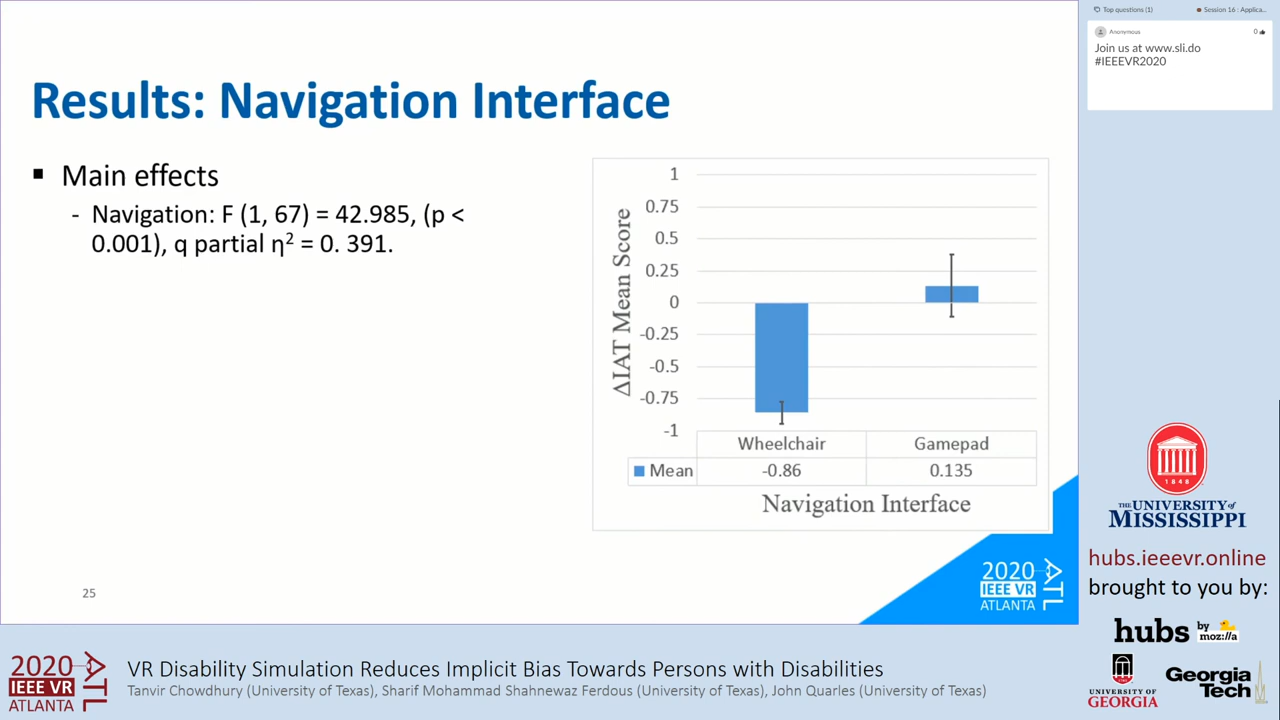 Results: Navigation Interface
▪ Main effects
- Navigation: F (1, 67) = 42.985, (p <
0.001), q partial η² = 0. 391.
ΔIAT Mean Score
1
0.75
0.5
0.25
0
-0.25
-0.5
-0.75
-1
Wheelchair Gamepad
Mean -0.86 0.135
Navigation Interface
25
2020
IEEE VR
ATLANTA
ATL
Top questions (1) Session 16 : Applica...
Anonymous 0
Join us at www.sli.do
#IEEEVR2020
1848
THE UNIVERSITY of
MISSISSIPPI
hubs.ieeevr.online
brought to you by:
hubs by
moz://a
UNIVERSITY OF
GEORGIA
Georgia
Tech
2020
IEEE VR
ATLANTA
ATL
VR Disability Simulation Reduces Implicit Bias Towards Persons with Disabilities
Tanvir Chowdhury (University of Texas), Sharif Mohammad Shahnewaz Ferdous (University of Texas), John Quarles (University of Texas)